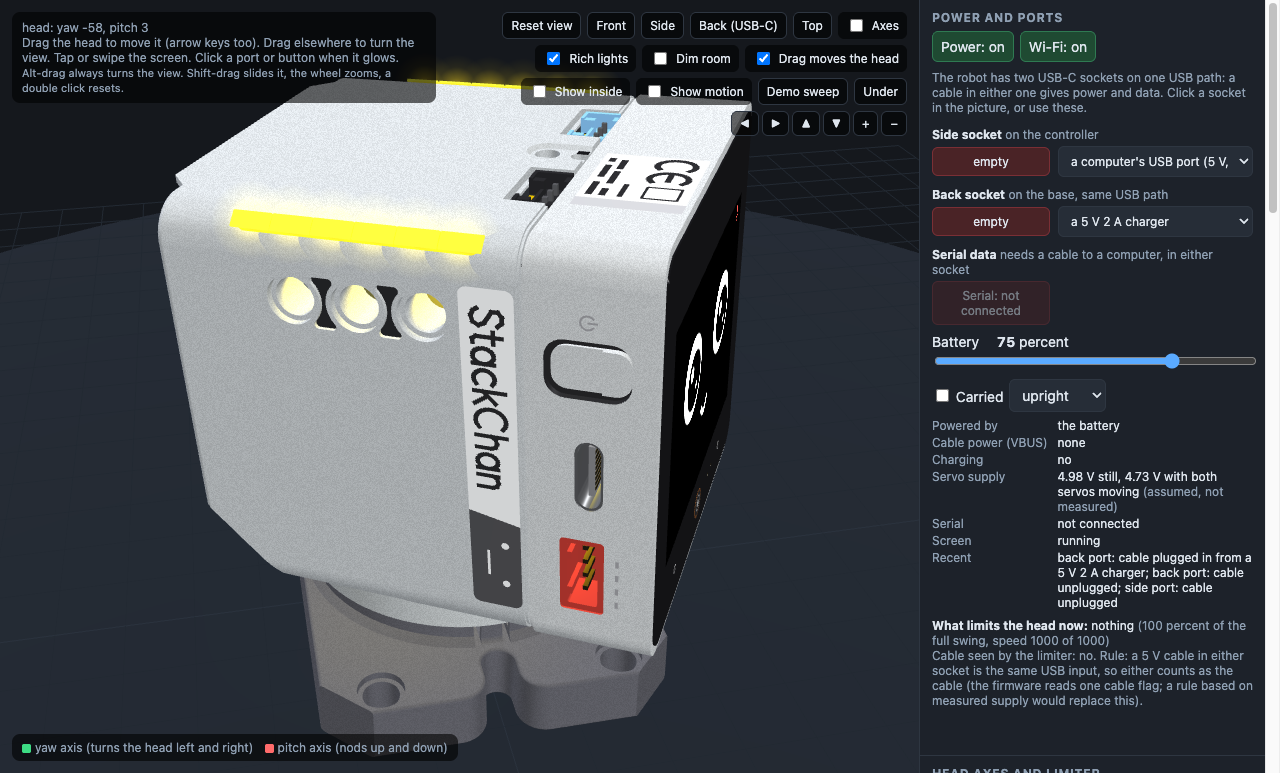 head: yaw -58, pitch 3
Drag the head to move it (arrow keys too). Drag elsewhere to turn the
view. Tap or swipe the screen. Click a port or button when it glows.
Alt-drag always turns the view. Shift-drag slides it, the wheel zooms, a
double click resets.
Reset view
Front
Side
Back (USB-C)
Top
Axes
Rich lights
Dim room
Drag moves the head
Show inside
Show motion
Demo sweep
Under
◄
►
▲
▼
+
−
CE
StackChan
yaw axis (turns the head left and right)
pitch axis (nods up and down)
POWER AND PORTS
Power: on
Wi-Fi: on
The robot has two USB-C sockets on one USB path: a
cable in either one gives power and data. Click a socket
in the picture, or use these.
Side socket on the controller
empty
a computer's USB port (5 V,
Back socket on the base, same USB path
empty
a 5 V 2 A charger
Serial data needs a cable to a computer, in either
socket
Serial: not
connected
Battery 75 percent
Carried
upright
Powered by the battery
Cable power (VBUS) none
Charging no
Servo supply 4.98 V still, 4.73 V with both
servos moving (assumed, not
measured)
Serial not connected
Screen running
Recent back port: cable plugged in from a
5 V 2 A charger; back port: cable
unplugged; side port: cable
unplugged
What limits the head now: nothing (100 percent of the
full swing, speed 1000 of 1000)
Cable seen by the limiter: no. Rule: a 5 V cable in either
socket is the same USB input, so either counts as the
cable (the firmware reads one cable flag; a rule based on
measured supply would replace this).
HEAD AXES AND LIMITER